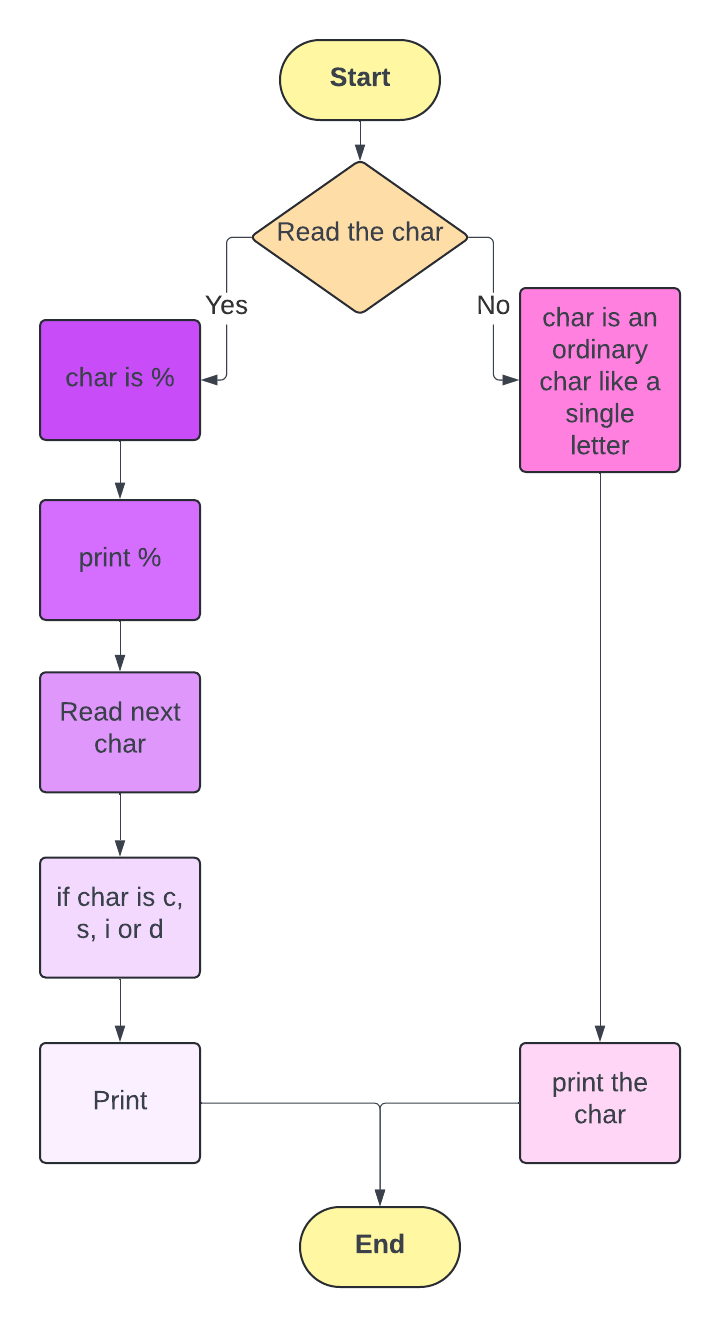 Start
Read the char
Yes
No
char is %
char is an
ordinary
char like a
single
letter
print %
Read next
char
if char is c,
s, i or d
Print
print the
char
End